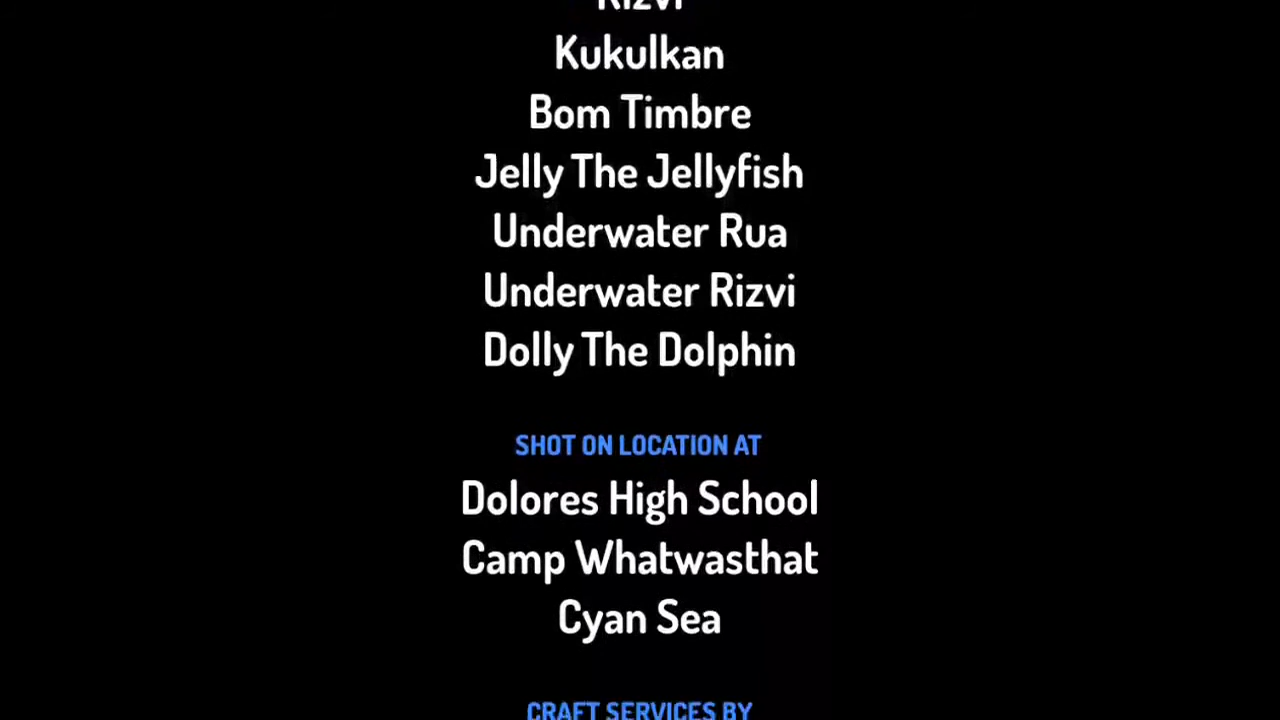 Rizvi
Kukulkan
Bom Timbre
Jelly The Jellyfish
Underwater Rua
Underwater Rizvi
Dolly The Dolphin
SHOT ON LOCATION AT
Dolores High School
Camp Whatwasthat
Cyan Sea
CRAFT SERVICES BY